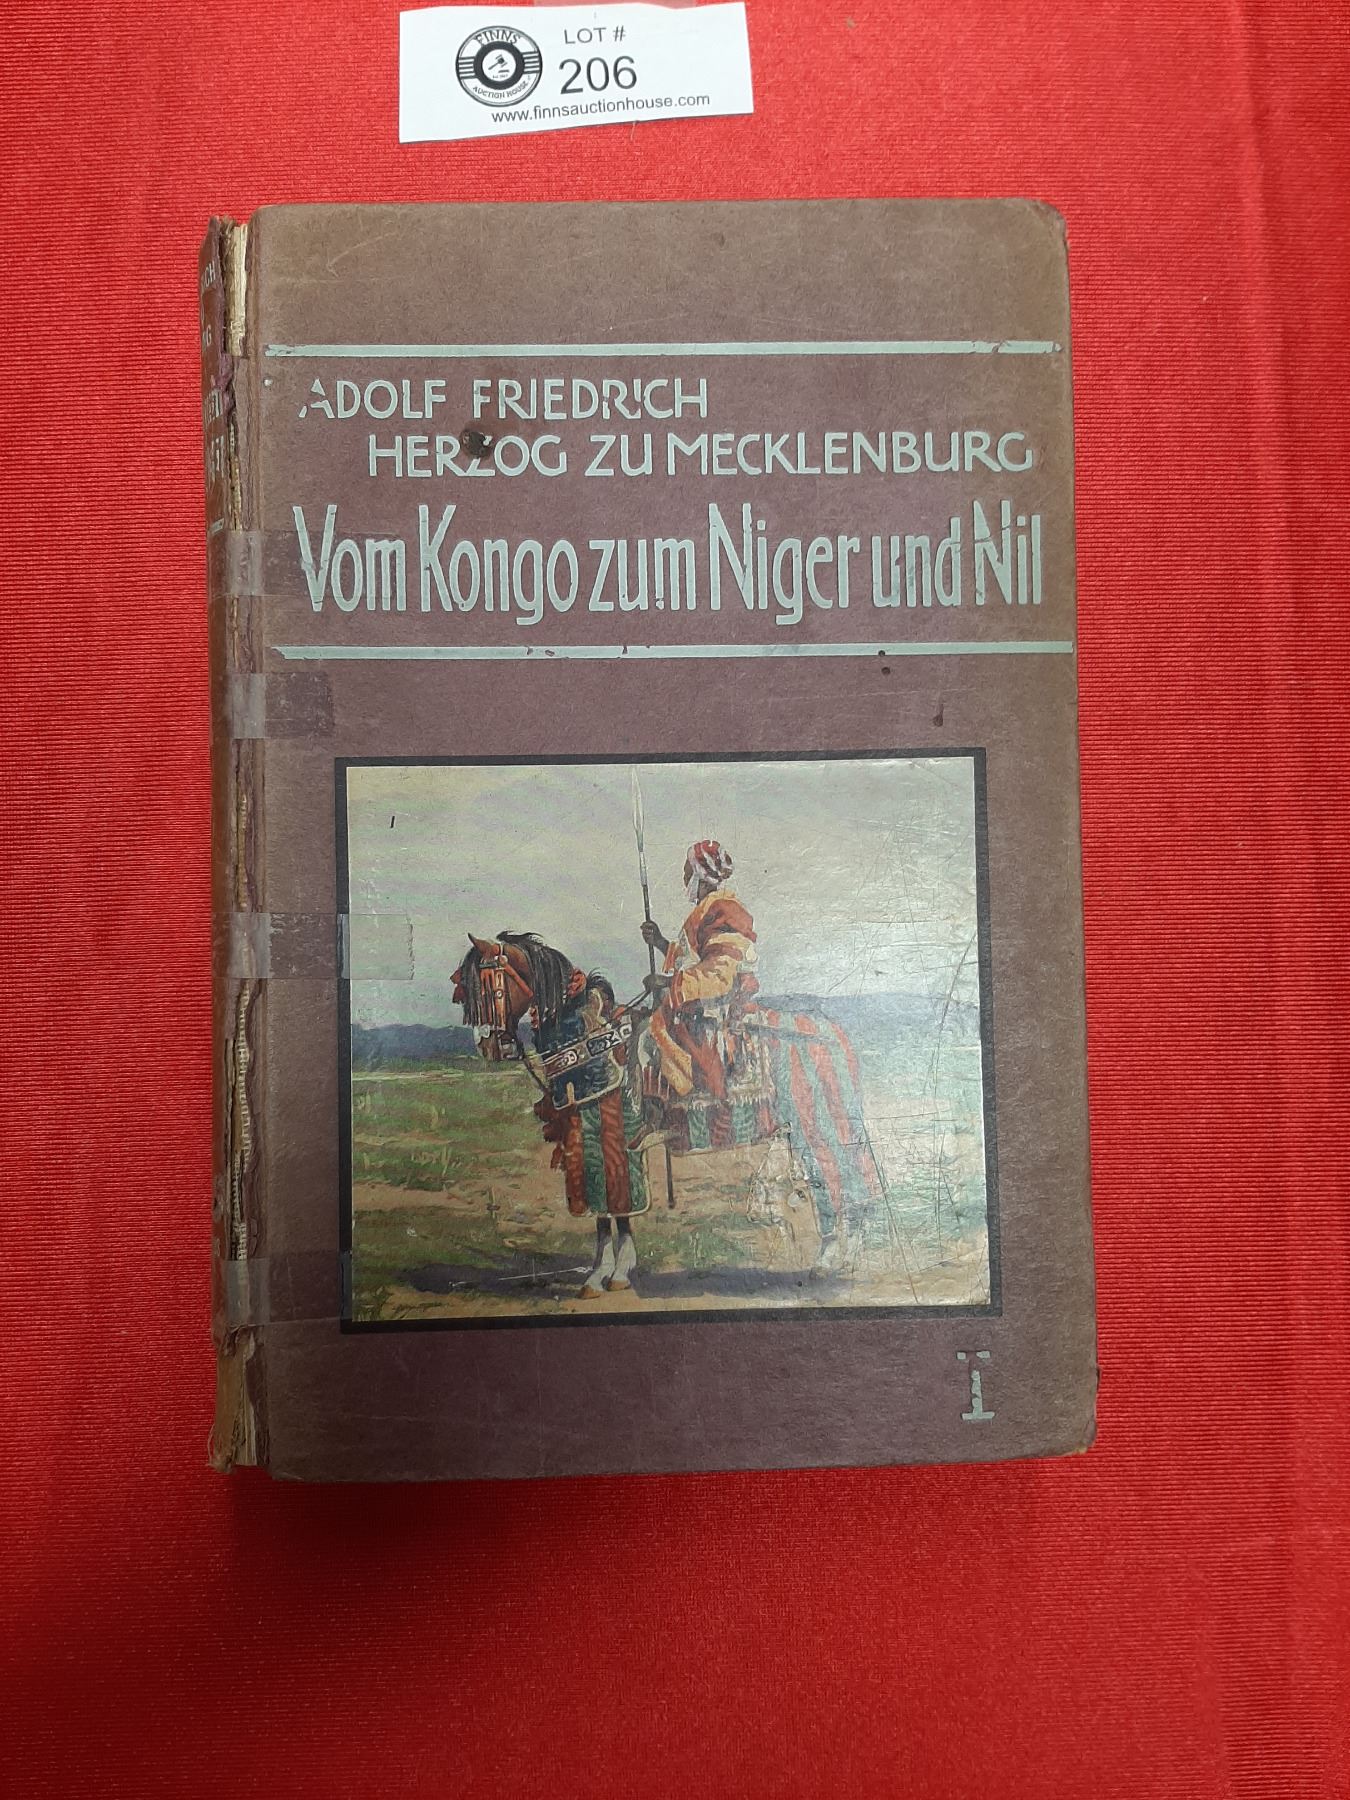 FINNS
AUCTION HOUSE
LOT #
206
www.finnsauctionhouse.com
ADOLF FRIEDRICH
HERZOG ZU MECKLENBURG
Vom Kongo zum Niger und Nil
I